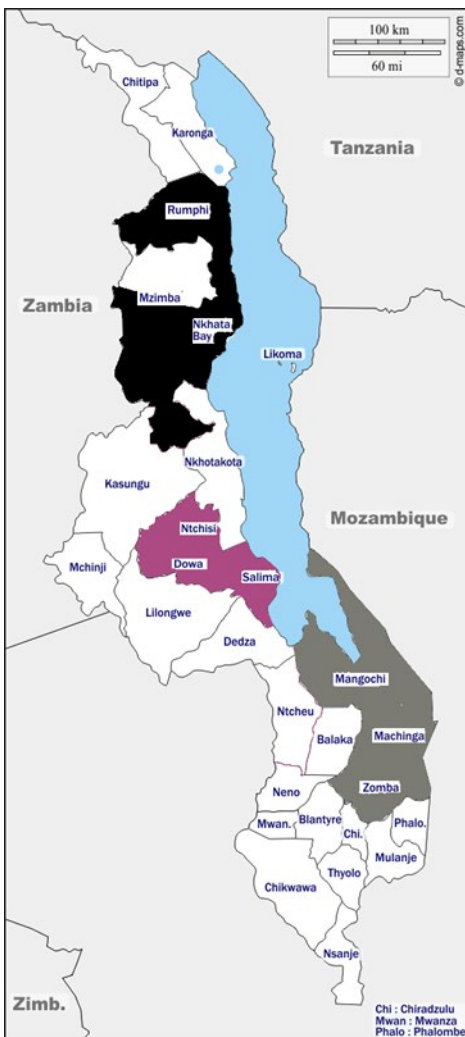 100 km
60 mi
© d-maps.com
Chitipa
Karonga
Tanzania
Rumphi
Zambia
Mzimba
Nkhata
Bay
Likoma
Nkhotakota
Kasungu
Mozambique
Ntchisi
Mchinji
Dowa
Salima
Lilongwe
Dedza
Mangochi
Ntcheu
Balaka
Machinga
Neno
Zomba
Mwan.
Blantyre
Chi.
Phalo.
Mulanje
Thyolo
Chikwawa
Nsanje
Zimb.
Chi : Chiradzulu
Mwan : Mwanza
Phalo : Phalombe